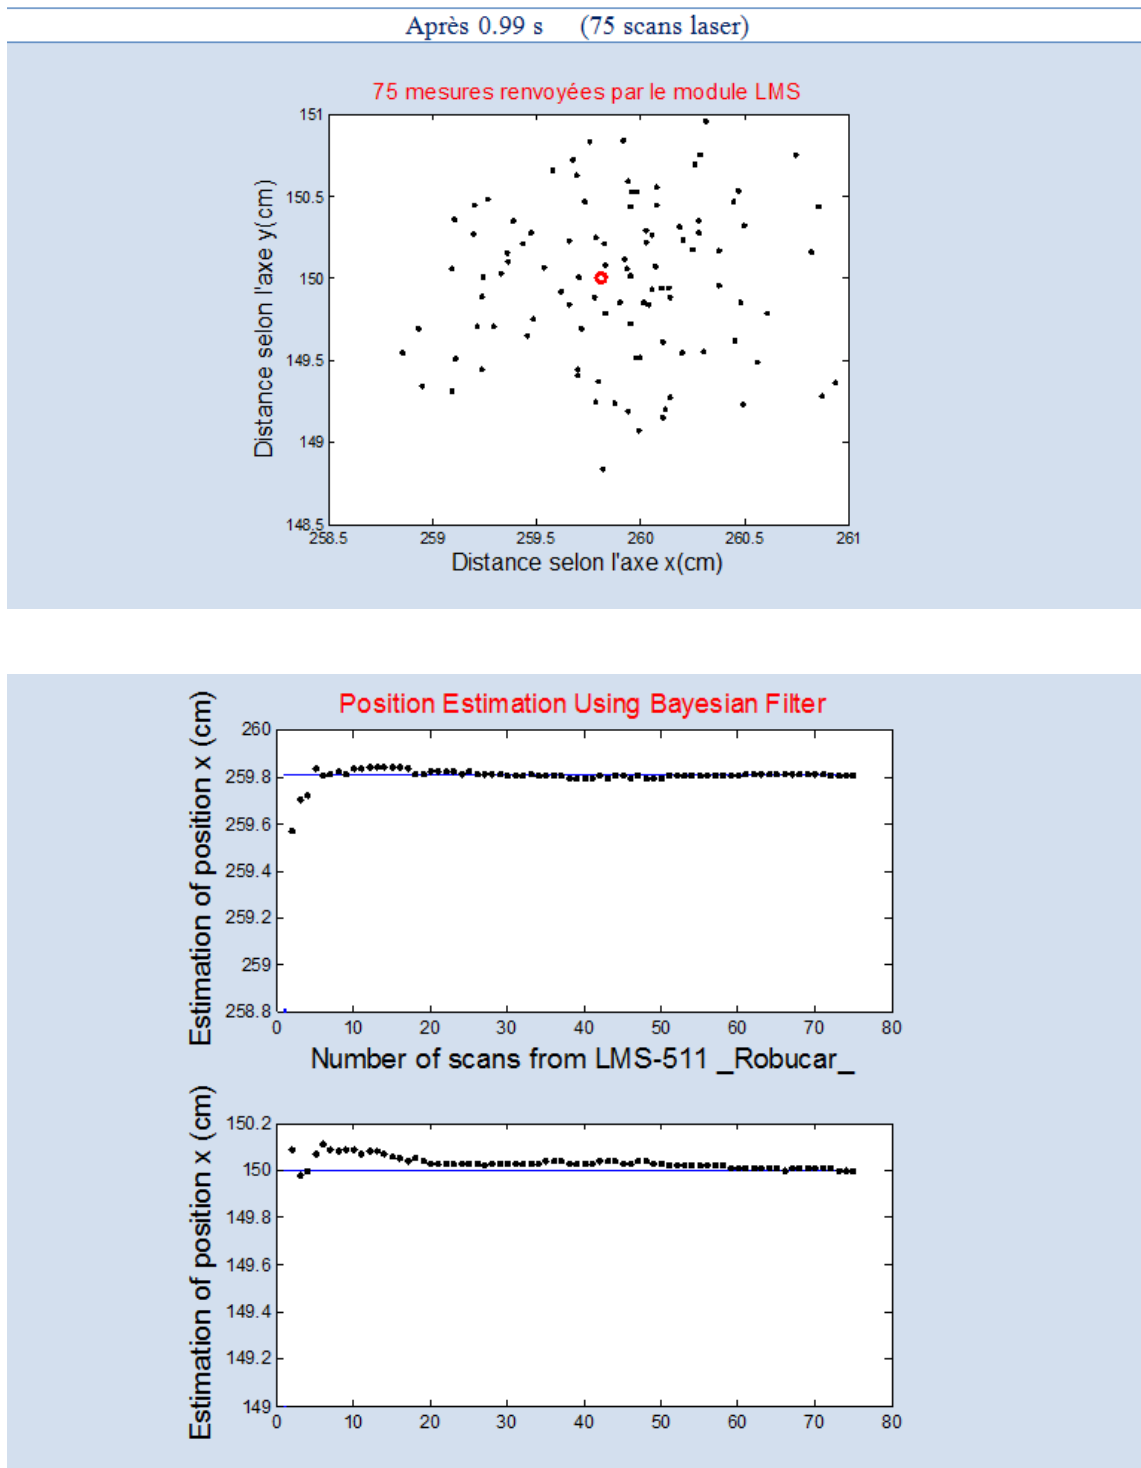 Après 0.99 s (75 scans laser)
75 mesures renvoyées par le module LMS
Distance selon l'axe y(cm)
151
150.5
150
149.5
149
148.5
258.5 259 259.5 260 260.5 261
Distance selon l'axe x(cm)
Position Estimation Using Bayesian Filter
Estimation of position x (cm)
260
259.8
259.6
259.4
259.2
259
258.8
0 10 20 30 40 50 60 70 80
Number of scans from LMS-511 _Robucar_
Estimation of position x (cm)
150.2
150
149.8
149.6
149.4
149.2
149
0 10 20 30 40 50 60 70 80